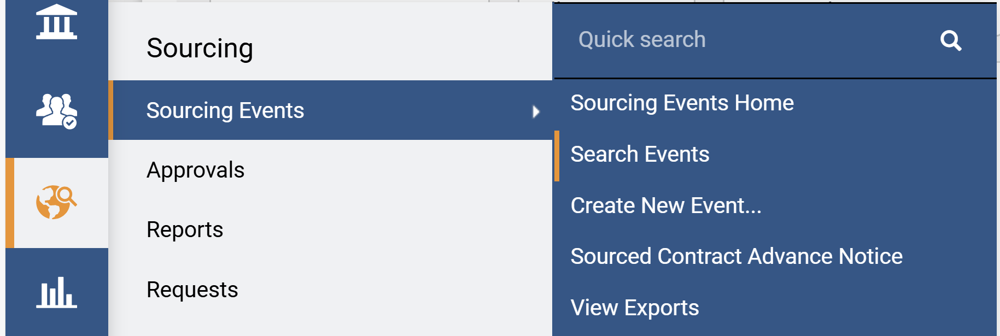 Sourcing
Sourcing Events
Approvals
Reports
Requests
Quick search
Sourcing Events Home
Search Events
Create New Event...
Sourced Contract Advance Notice
View Exports